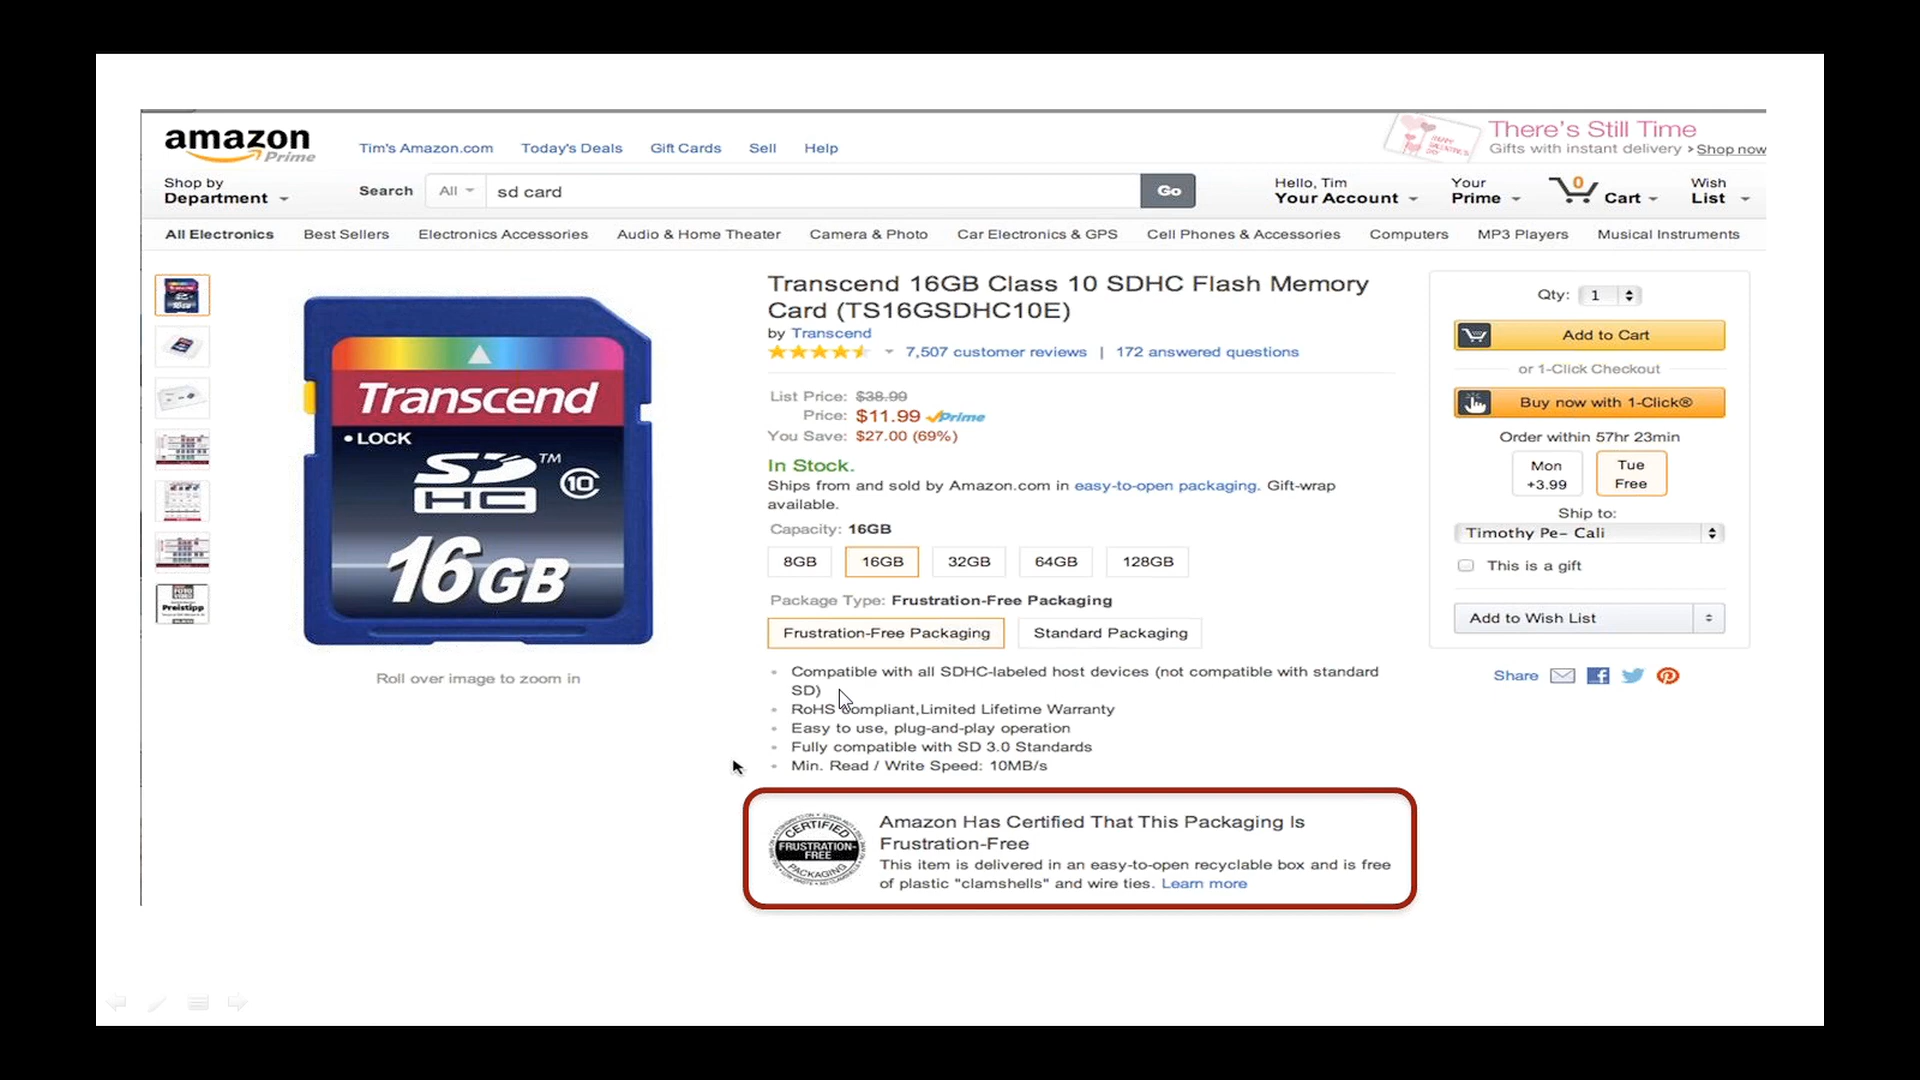 amazon
Prime
Tim's Amazon.com Today's Deals Gift Cards Sell Help
There's Still Time
Gifts with instant delivery › Shop now
Shop by
Department
Search All sd card Go
Hello, Tim
Your Account
Your
Prime
0
Cart
Wish
List
All Electronics Best Sellers Electronics Accessories Audio & Home Theater Camera & Photo Car Electronics & GPS Cell Phones & Accessories Computers MP3 Players Musical Instruments
Transcend
• LOCK
SD TM
HC
10
16GB
Preistipp
Roll over image to zoom in
Transcend 16GB Class 10 SDHC Flash Memory
Card (TS16GSDHC10E)
by Transcend
7,507 customer reviews | 172 answered questions
List Price: $38.99
Price: $11.99 Prime
You Save: $27.00 (69%)
In Stock.
Ships from and sold by Amazon.com in easy-to-open packaging. Gift-wrap
available.
Capacity: 16GB
8GB 16GB 32GB 64GB 128GB
Package Type: Frustration-Free Packaging
Frustration-Free Packaging Standard Packaging
• Compatible with all SDHC-labeled host devices (not compatible with standard
SD)
• RoHS compliant,Limited Lifetime Warranty
• Easy to use, plug-and-play operation
• Fully compatible with SD 3.0 Standards
• Min. Read / Write Speed: 10MB/s
CERTIFIED
FRUSTRATION-
FREE
PACKAGING
Amazon Has Certified That This Packaging Is
Frustration-Free
This item is delivered in an easy-to-open recyclable box and is free
of plastic "clamshells" and wire ties. Learn more
Qty: 1
Add to Cart
or 1-Click Checkout
Buy now with 1-Click®
Order within 57hr 23min
Mon
+3.99
Tue
Free
Ship to:
Timothy Pe- Cali
This is a gift
Add to Wish List
Share